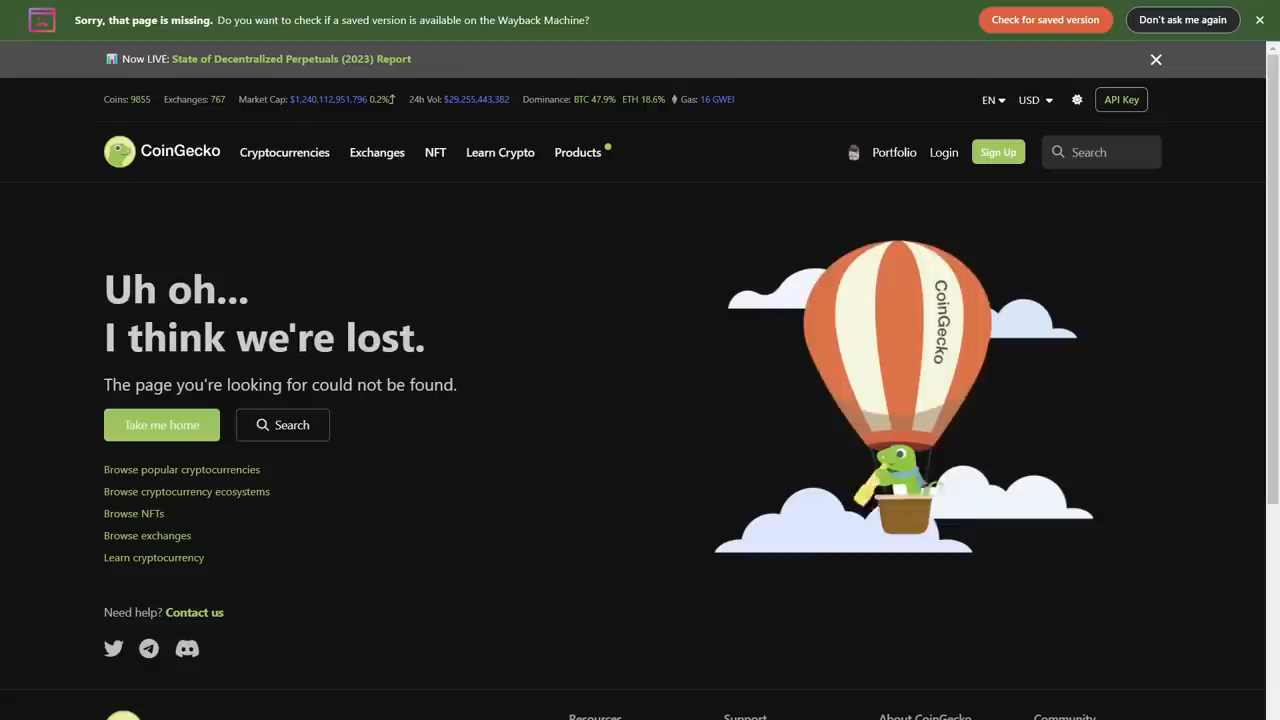 Sorry, that page is missing. Do you want to check if a saved version is available on the Wayback Machine? Check for saved version Don't ask me again
Now LIVE: State of Decentralized Perpetuals (2023) Report
Coins: 9855 Exchanges: 767 Market Cap: $1,240,112,951,796 0.2% 24h Vol: $29,255,443,382 Dominance: BTC 47.9% ETH 18.6% Gas: 16 GWEI EN USD API Key
CoinGecko Cryptocurrencies Exchanges NFT Learn Crypto Products Portfolio Login Sign Up Search
Uh oh...
I think we're lost.
The page you're looking for could not be found.
Take me home Search
Browse popular cryptocurrencies
Browse cryptocurrency ecosystems
Browse NFTs
Browse exchanges
Learn cryptocurrency
CoinGecko
Need help? Contact us
Resources Support About CoinGecko Community